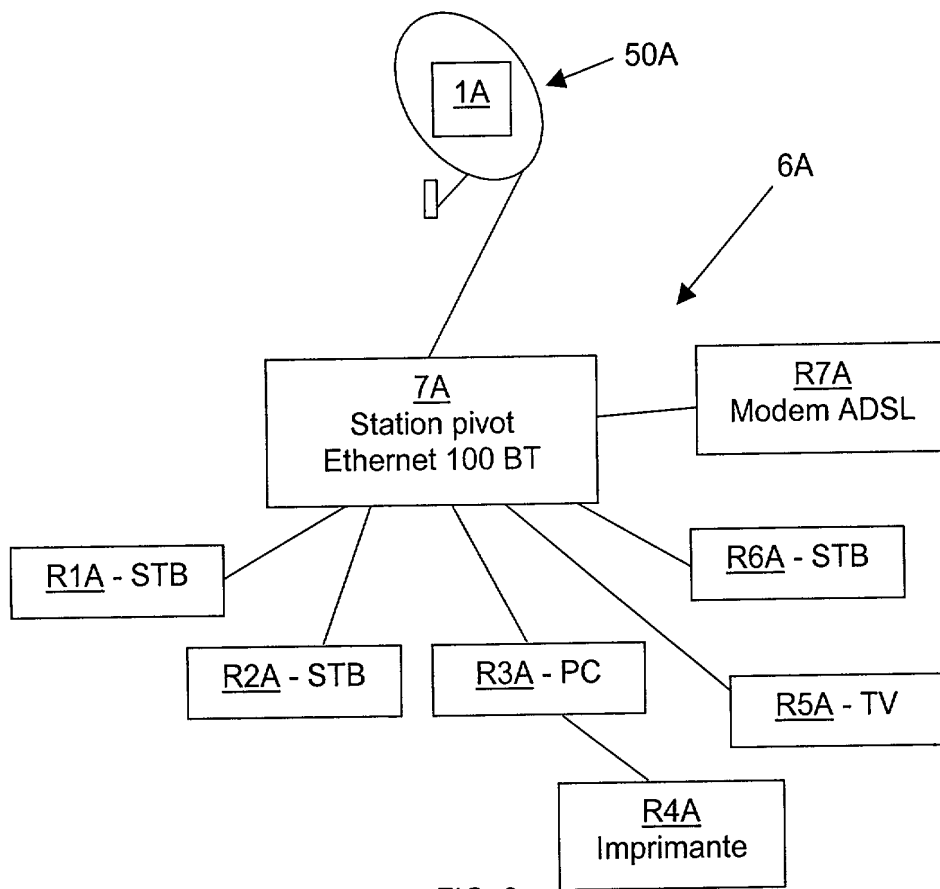 50A
1A
6A
7A
Station pivot
Ethernet 100 BT
R7A
Modem ADSL
R1A - STB
R6A - STB
R2A - STB
R3A - PC
R5A - TV
R4A
Imprimante